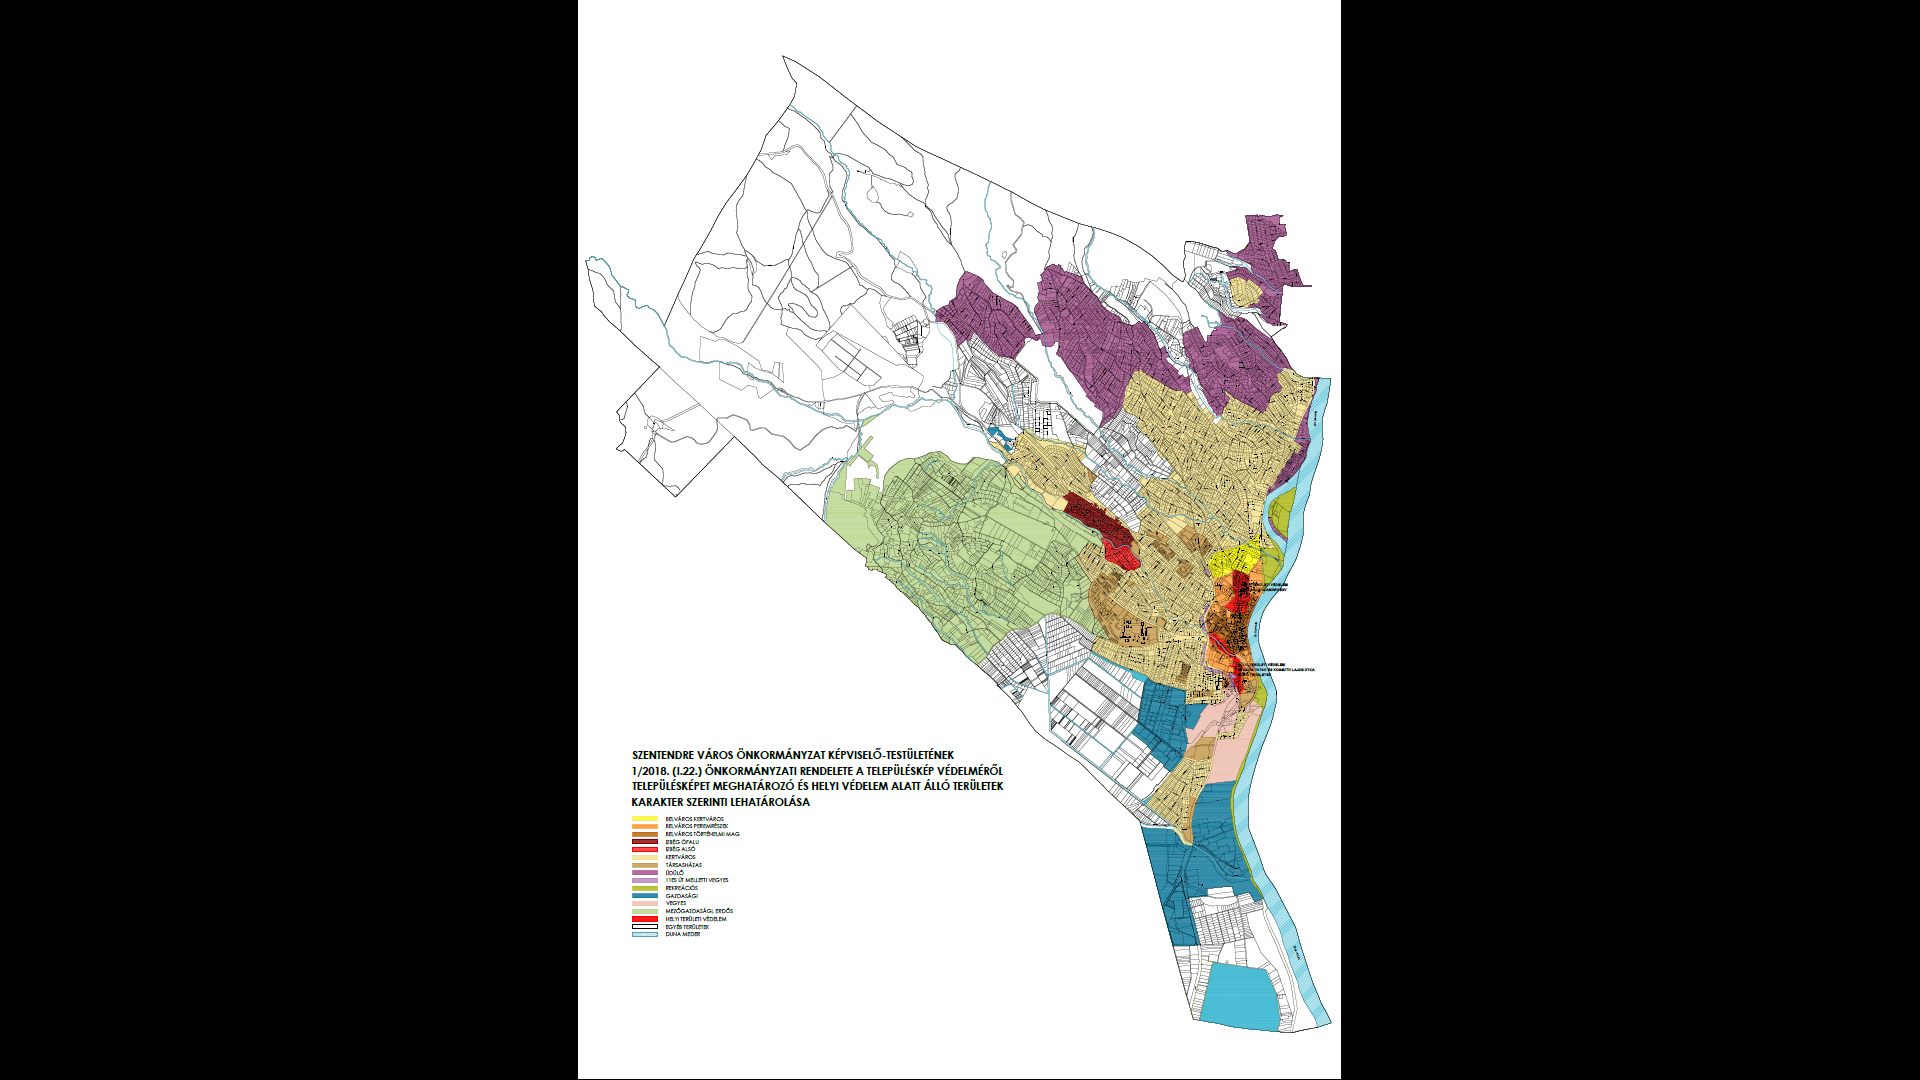 SZENTENDRE VÁROS ÖNKORMÁNYZAT KÉPVISELŐ-TESTÜLETÉNEK
1/2018. (I.22.) ÖNKORMÁNYZATI RENDELETE A TELEPÜLÉSKÉP VÉDELMÉRŐL
TELEPÜLÉSKÉPET MEGHATÁROZÓ ÉS HELYI VÉDELEM ALATT ÁLLÓ TERÜLETEK
KARAKTER SZERINTI LEHATÁROLÁSA
BELVÁROS KERTVÁROS
BELVÁROS PEREMRÉSZEK
BELVÁROS TÖRTÉNELMI MAG
IZBÉG ÓFALU
IZBÉG ALSÓ
KERTVÁROS
TÁRSASHÁZAS
ÜDÜLŐ
11ES ÚT MELLETTI VEGYES
REKREÁCIÓS
GAZDASÁGI
VEGYES
MEZŐGAZDASÁGI, ERDŐS
HELYI TERÜLETI VÉDELEM
EGYÉB TERÜLETEK
DUNA MEDER